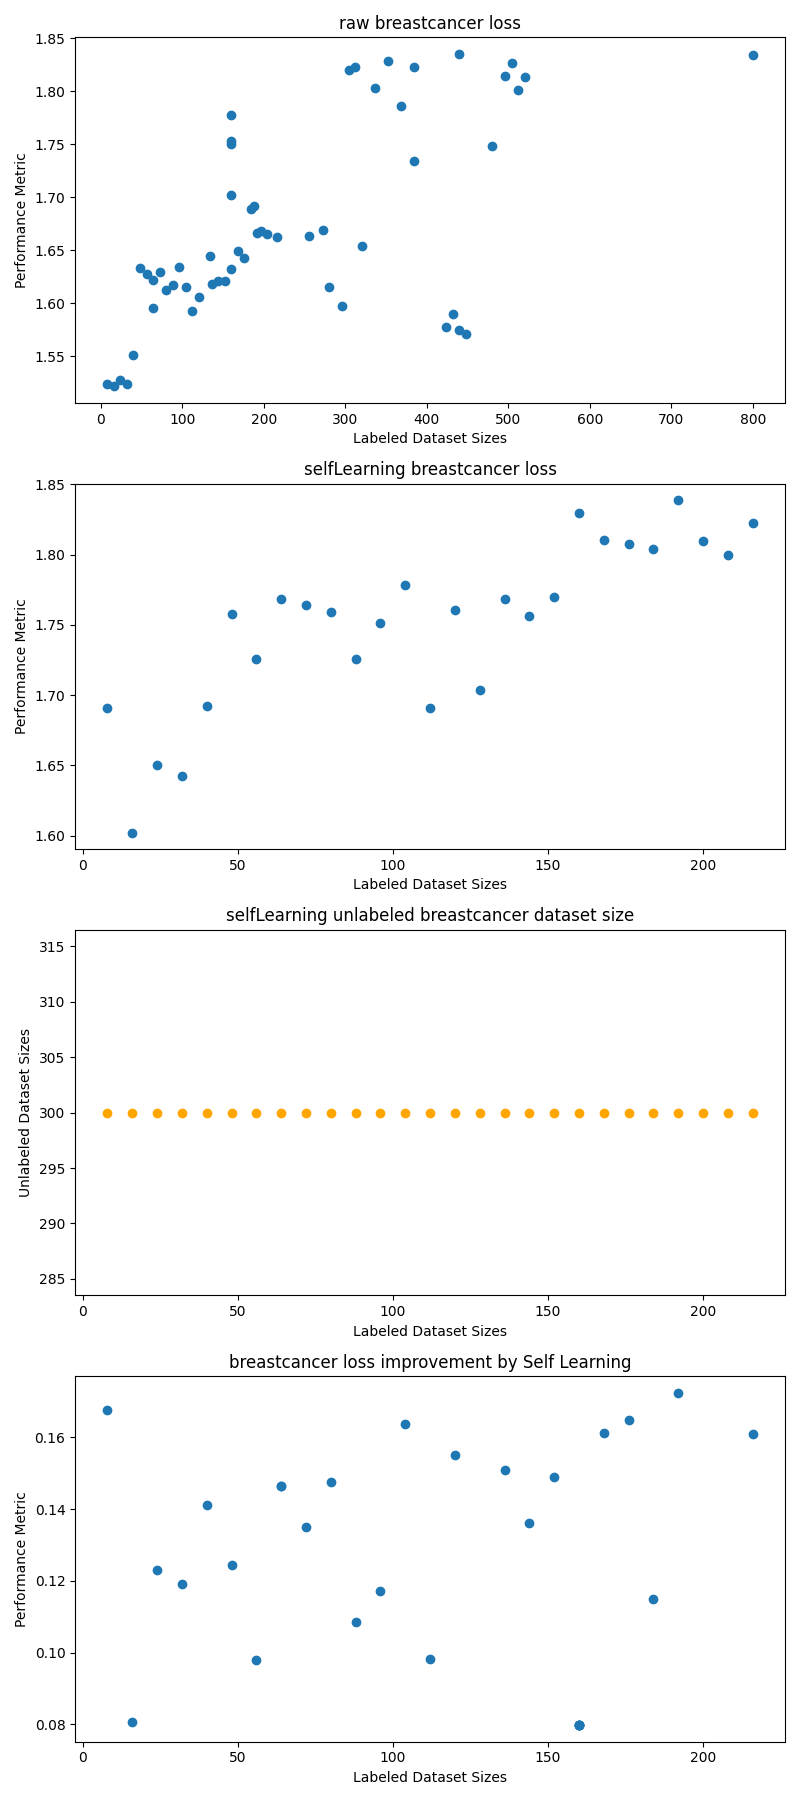 raw breastcancer loss
1.85
1.80
1.75
1.70
1.65
1.60
1.55
Performance Metric
0 100 200 300 400 500 600 700 800
Labeled Dataset Sizes
selfLearning breastcancer loss
1.85
1.80
1.75
1.70
1.65
1.60
Performance Metric
0 50 100 150 200
Labeled Dataset Sizes
selfLearning unlabeled breastcancer dataset size
315
310
305
300
295
290
285
Unlabeled Dataset Sizes
0 50 100 150 200
Labeled Dataset Sizes
breastcancer loss improvement by Self Learning
0.16
0.14
0.12
0.10
0.08
Performance Metric
0 50 100 150 200
Labeled Dataset Sizes